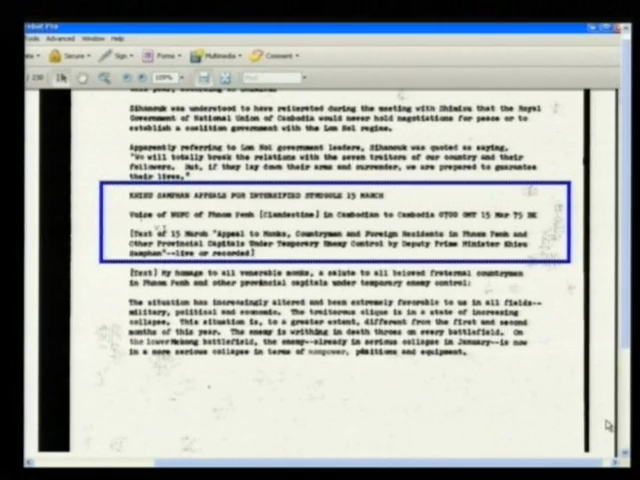 Advanced Window Help
Secure Sign Forms Multimedia Comment
Find
Sihanouk was understood to have reiterated during the meeting with Shimizu that the Royal
Government of National Union of Cambodia would never hold negotiations for peace or to
establish a coalition government with the Lon Nol regime.
Apparently referring to Lon Nol government leaders, Sihanouk was quoted as saying,
"We will totally break the relations with the seven traitors of our country and their
followers. But, if they lay down their arms and surrender, we are prepared to guarantee
their lives."
KHIEU SAMPHAN APPEALS FOR INTENSIFIED STRUGGLE 15 MARCH
Voice of NUFC of Phnom Penh [Clandestine] in Cambodian to Cambodia 0700 GMT 15 Mar 75 BK
[Text of 15 March "Appeal to Monks, Countrymen and Foreign Residents in Phnom Penh and
Other Provincial Capitals Under Temporary Enemy Control by Deputy Prime Minister Khieu
Samphan"--live or recorded]
[Text] My homage to all venerable monks, a salute to all beloved fraternal countrymen
in Phnom Penh and other provincial capitals under temporary enemy control:
The situation has increasingly altered and been extremely favorable to us in all fields--
military, political and economic. The traitorous clique is in a state of increasing
collapse. This situation is, to a greater extent, different from the first and second
months of this year. The enemy is writhing in death throes on every battlefield. On
the lower Mekong battlefield, the enemy--already in serious collapse in January--is now
in a more serious collapse in terms of manpower, positions and equipment.